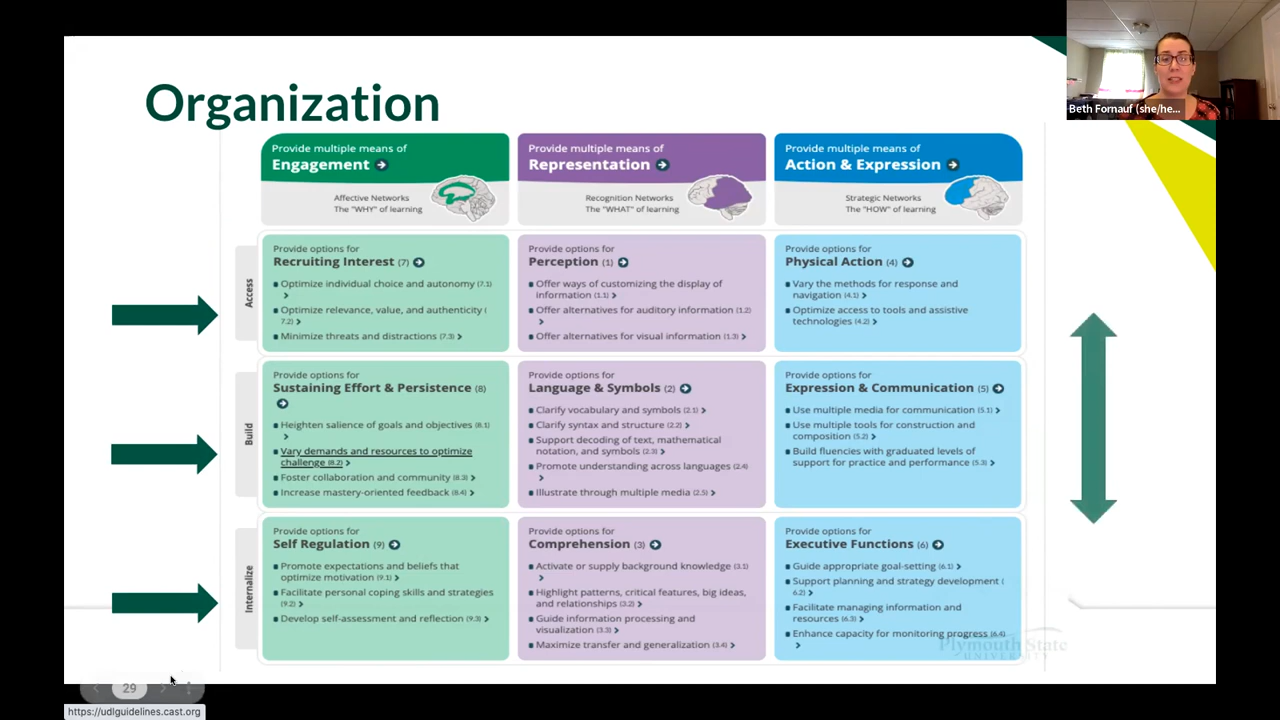 Organization
Beth Fornauf (she/he...
Provide multiple means of
Engagement
Affective Networks
The "WHY" of learning
Provide multiple means of
Representation
Recognition Networks
The "WHAT" of learning
Provide multiple means of
Action & Expression
Strategic Networks
The "HOW" of learning
Access
Provide options for
Recruiting Interest (7)
Optimize individual choice and autonomy (7.1)
Optimize relevance, value, and authenticity (
7.2)
Minimize threats and distractions (7.3)
Provide options for
Perception (1)
Offer ways of customizing the display of
information (1.1)
Offer alternatives for auditory information (1.2)
Offer alternatives for visual information (1.3)
Provide options for
Physical Action (4)
Vary the methods for response and
navigation (4.1)
Optimize access to tools and assistive
technologies (4.2)
Build
Provide options for
Sustaining Effort & Persistence (8)
Heighten salience of goals and objectives (8.1)
Vary demands and resources to optimize
challenge (8.2)
Foster collaboration and community (8.3)
Increase mastery-oriented feedback (8.4)
Provide options for
Language & Symbols (2)
Clarify vocabulary and symbols (2.1)
Clarify syntax and structure (2.2)
Support decoding of text, mathematical
notation, and symbols (2.3)
Promote understanding across languages (2.4)
Illustrate through multiple media (2.5)
Provide options for
Expression & Communication (5)
Use multiple media for communication (5.1)
Use multiple tools for construction and
composition (5.2)
Build fluencies with graduated levels of
support for practice and performance (5.3)
Internalize
Provide options for
Self Regulation (9)
Promote expectations and beliefs that
optimize motivation (9.1)
Facilitate personal coping skills and strategies
(9.2)
Develop self-assessment and reflection (9.3)
Provide options for
Comprehension (3)
Activate or supply background knowledge (3.1)
Highlight patterns, critical features, big ideas,
and relationships (3.2)
Guide information processing and
visualization (3.3)
Maximize transfer and generalization (3.4)
Provide options for
Executive Functions (6)
Guide appropriate goal-setting (6.1)
Support planning and strategy development (
6.2)
Facilitate managing information and
resources (6.3)
Enhance capacity for monitoring progress (6.4)
Plymouth State
UNIVERSITY
29
https://udlguidelines.cast.org